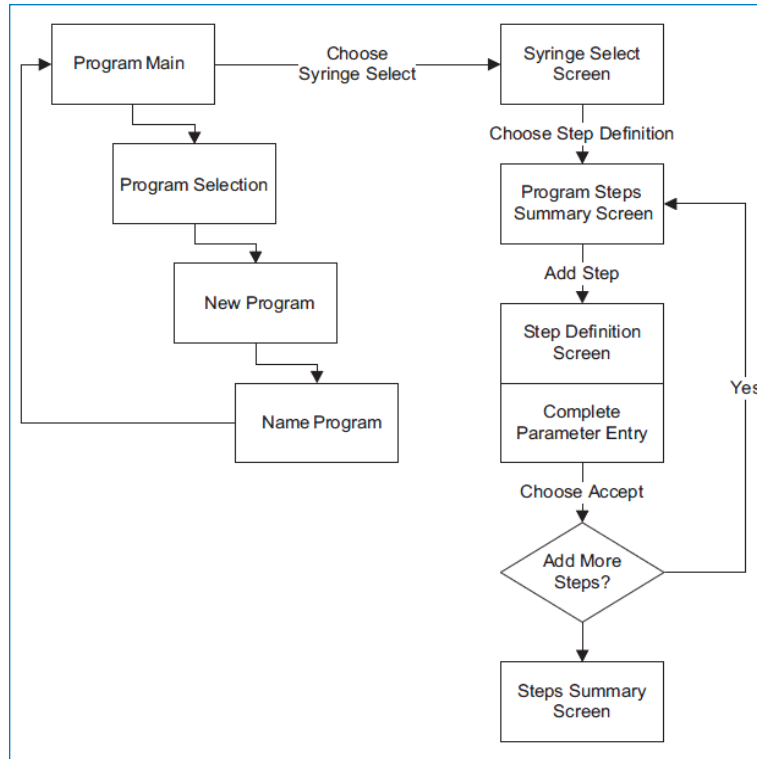 Program Main
Choose
Syringe Select
Syringe Select
Screen
Choose Step Definition
Program Selection
Program Steps
Summary Screen
New Program
Add Step
Step Definition
Screen
Name Program
Complete
Parameter Entry
Yes
Choose Accept
Add More
Steps?
Steps Summary
Screen